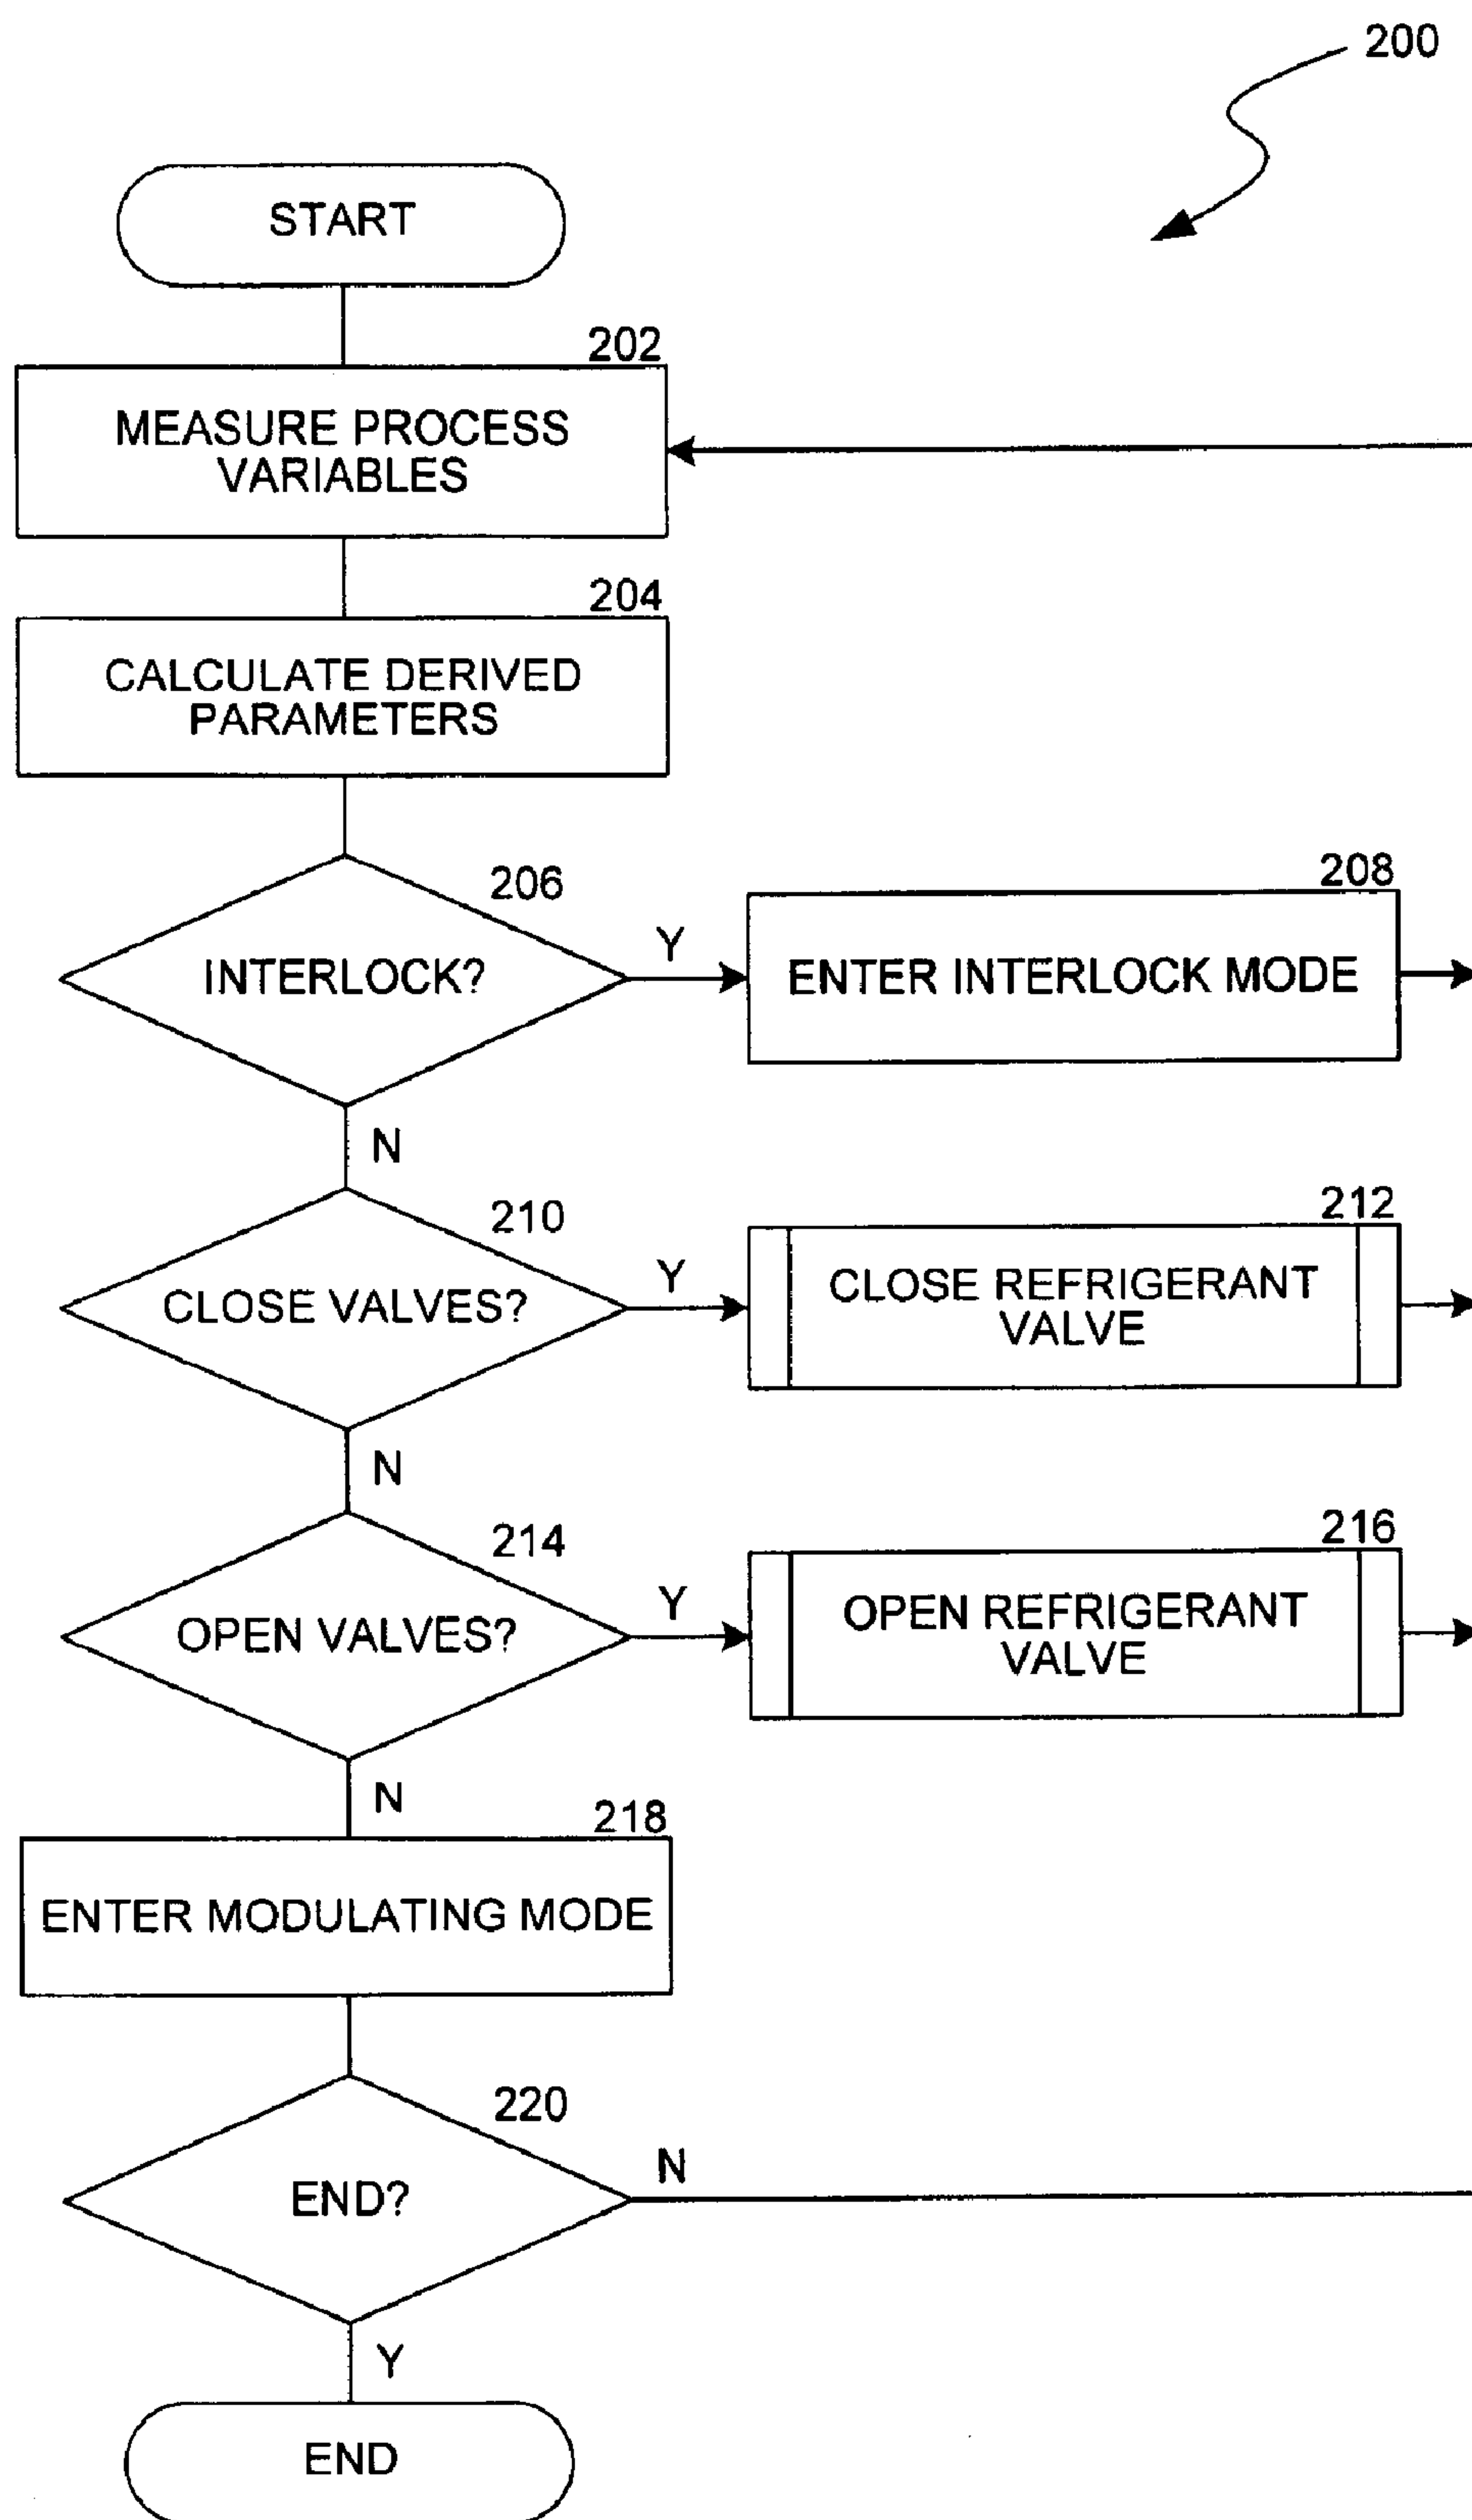 200
START
202
MEASURE PROCESS
VARIABLES
204
CALCULATE DERIVED
PARAMETERS
206
INTERLOCK?
Y
208
ENTER INTERLOCK MODE
N
210
CLOSE VALVES?
Y
212
CLOSE REFRIGERANT
VALVE
N
214
OPEN VALVES?
Y
216
OPEN REFRIGERANT
VALVE
N
218
ENTER MODULATING MODE
220
END?
N
Y
END